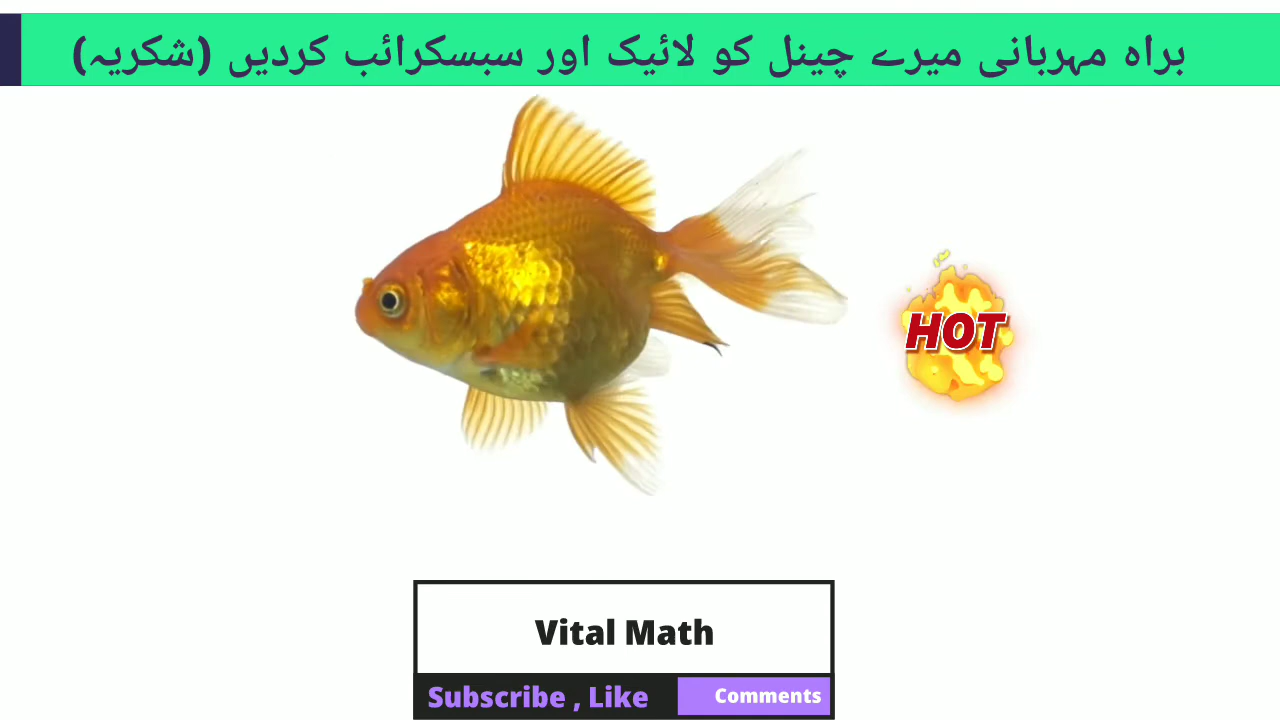 براہ مہربانی میرے چینل کو لائیک اور سبسکرائب کردیں (شکریہ)
HOT
Vital Math
Subscribe , Like
Comments